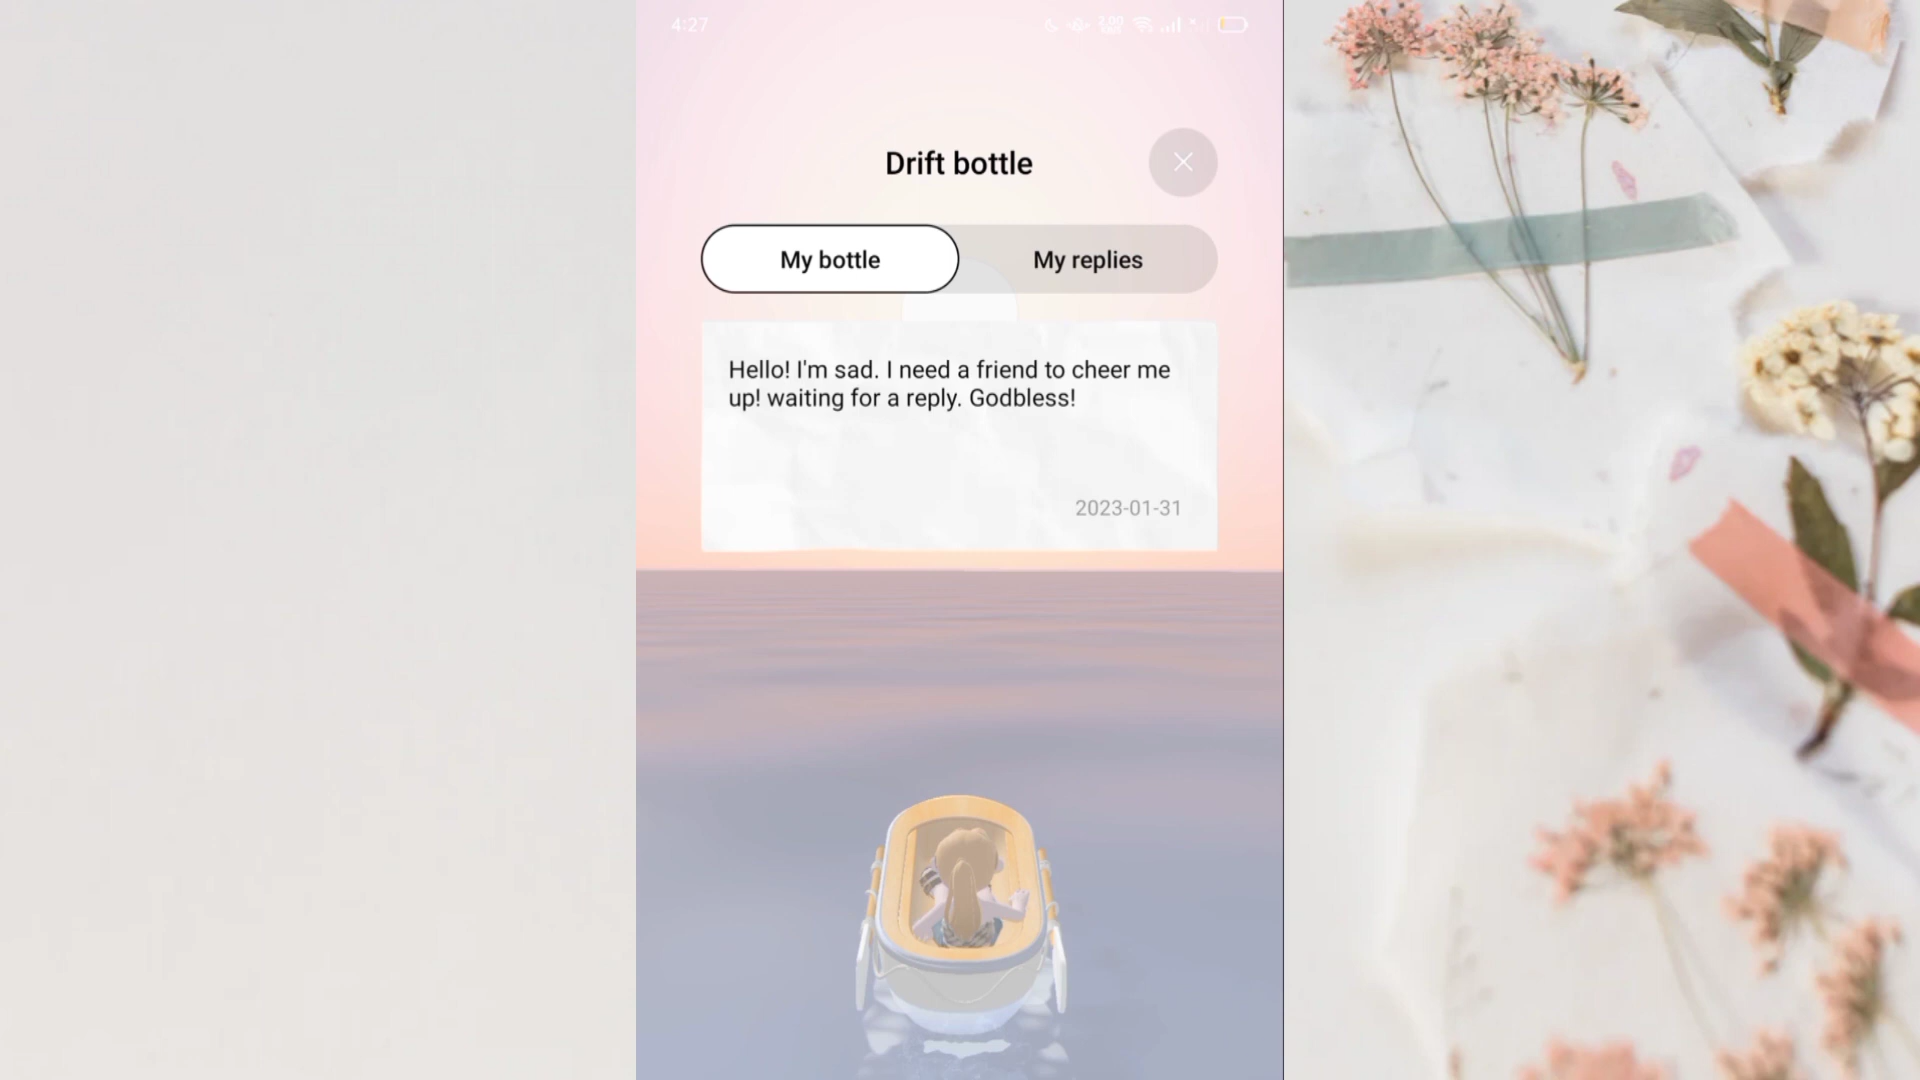 4:27
Drift bottle
My bottle
My replies
Hello! I'm sad. I need a friend to cheer me
up! waiting for a reply. Godbless!
2023-01-31